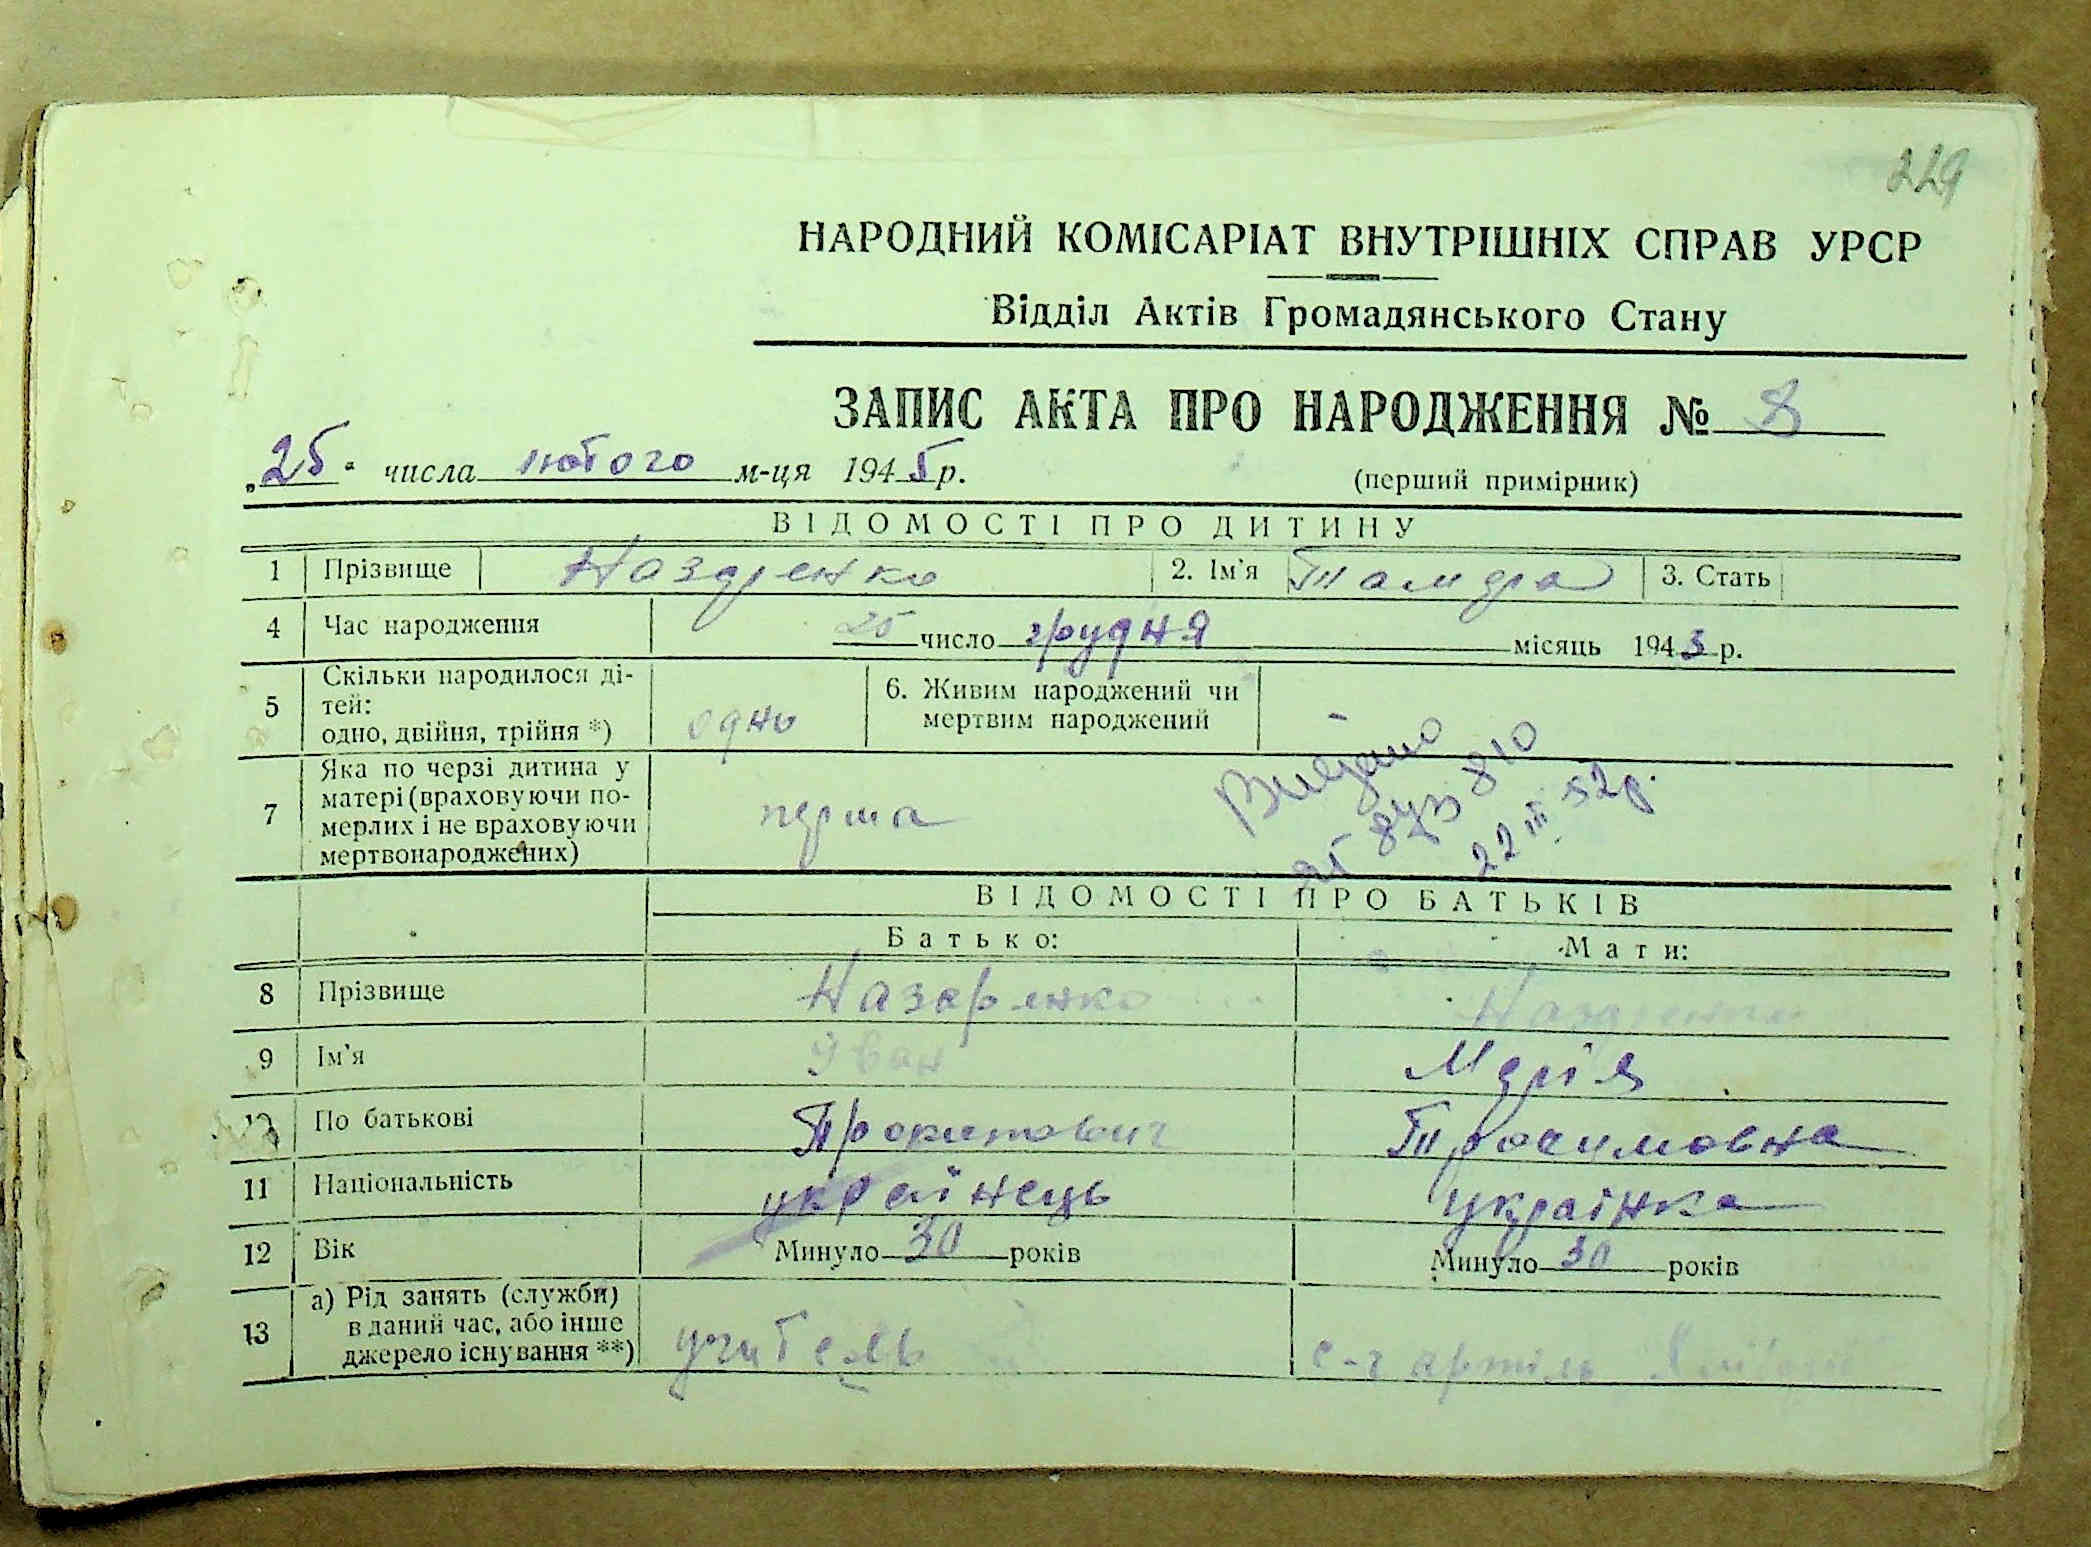 229
НАРОДНИЙ КОМІСАРІАТ ВНУТРІШНІХ СПРАВ УРСР
Відділ Актів Громадянського Стану
ЗАПИС АКТА ПРО НАРОДЖЕННЯ № 8
„25“ числа лютого м-ця 1945 р. (перший примірник)
ВІДОМОСТІ ПРО ДИТИНУ
1 Прізвище 2. Ім'я 3. Стать
4 Час народження 25 число грудня місяць 1943 р.
5 Скільки народилося дітей: одно, двійня, трійня *) одно 6. Живим народжений чи мертвим народжений -
7 Яка по черзі дитина у матері (враховуючи померлих і не враховуючи мертвонароджених) перша
22 III 52р.
ВІДОМОСТІ ПРО БАТЬКІВ
Батько: Мати:
8 Прізвище Назаренко
9 Ім'я Іван Марія
10 По батькові Трохимовна
11 Національність українець українка
12 Вік Минуло 30 років Минуло 30 років
13 а) Рід занять (служби) в даний час, або інше джерело існування **) учитель с-г артіль